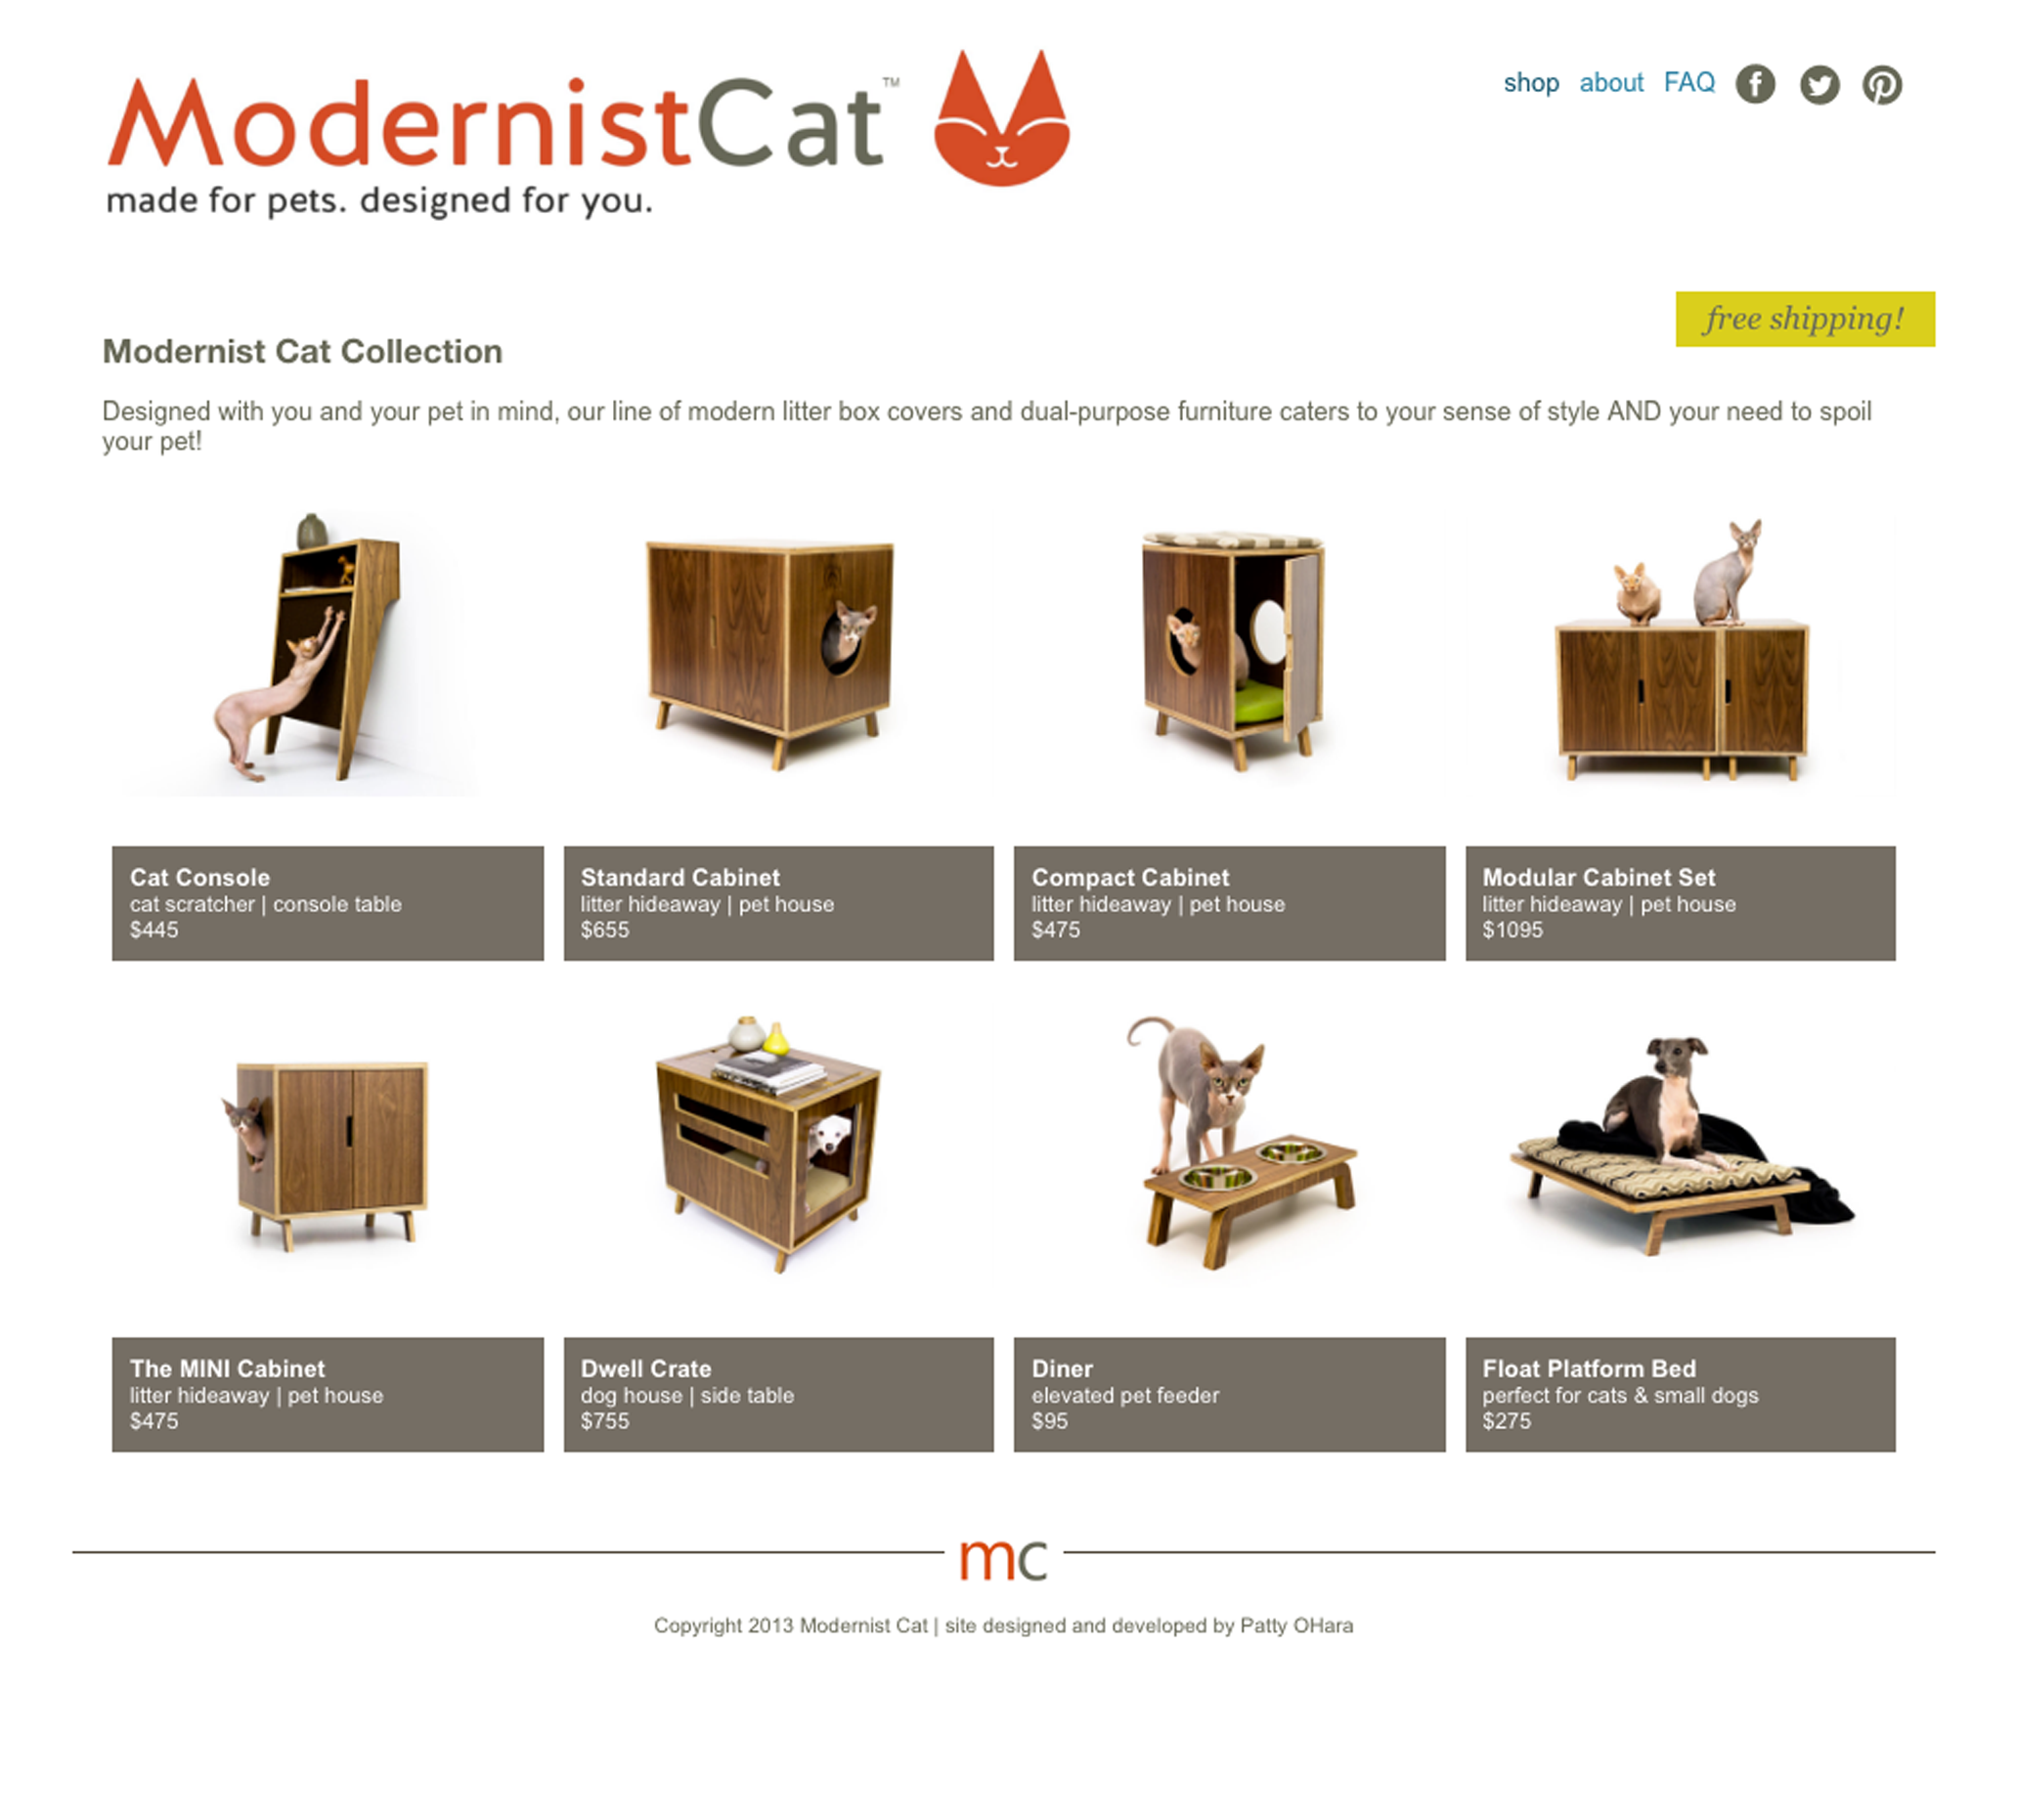 ModernistCat™
made for pets. designed for you.
shop about FAQ
free shipping!
Modernist Cat Collection
Designed with you and your pet in mind, our line of modern litter box covers and dual-purpose furniture caters to your sense of style AND your need to spoil
your pet!
Cat Console
cat scratcher | console table
$445
Standard Cabinet
litter hideaway | pet house
$655
Compact Cabinet
litter hideaway | pet house
$475
Modular Cabinet Set
litter hideaway | pet house
$1095
The MINI Cabinet
litter hideaway | pet house
$475
Dwell Crate
dog house | side table
$755
Diner
elevated pet feeder
$95
Float Platform Bed
perfect for cats & small dogs
$275
mc
Copyright 2013 Modernist Cat | site designed and developed by Patty OHara